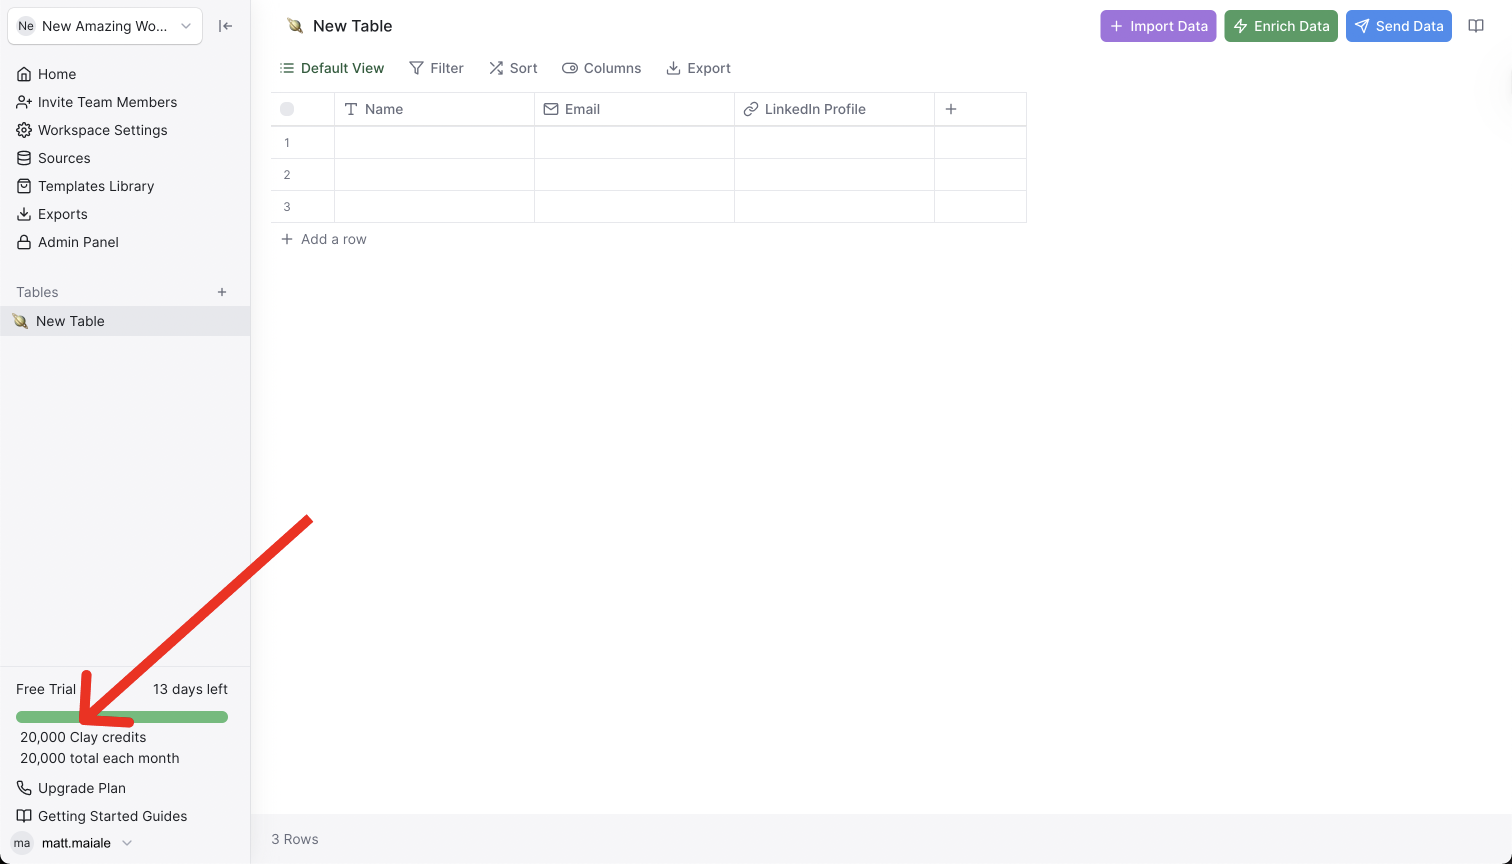 Ne New Amazing Wo...
Home
Invite Team Members
Workspace Settings
Sources
Templates Library
Exports
Admin Panel
Tables
New Table
Free Trial 13 days left
20,000 Clay credits
20,000 total each month
Upgrade Plan
Getting Started Guides
ma matt.maiale
New Table
Import Data Enrich Data Send Data
Default View Filter Sort Columns Export
Name Email LinkedIn Profile
1
2
3
Add a row
3 Rows